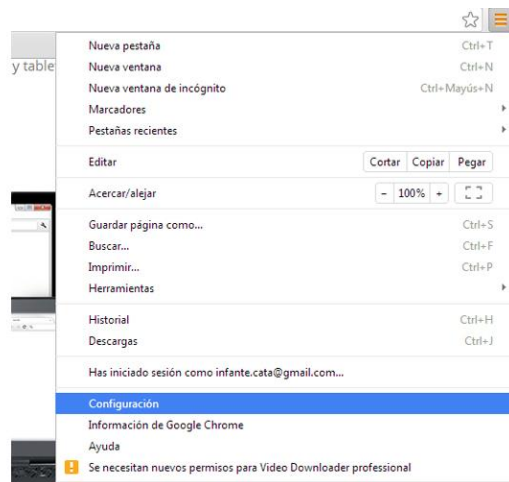 y table
Nueva pestaña Ctrl+T
Nueva ventana Ctrl+N
Nueva ventana de incógnito Ctrl+Mayús+N
Marcadores
Pestañas recientes
Editar Cortar Copiar Pegar
Acercar/alejar - 100% +
Guardar página como... Ctrl+S
Buscar... Ctrl+F
Imprimir... Ctrl+P
Herramientas
Historial Ctrl+H
Descargas Ctrl+J
Has iniciado sesión como infante.cata@gmail.com...
Configuración
Información de Google Chrome
Ayuda
Se necesitan nuevos permisos para Video Downloader professional